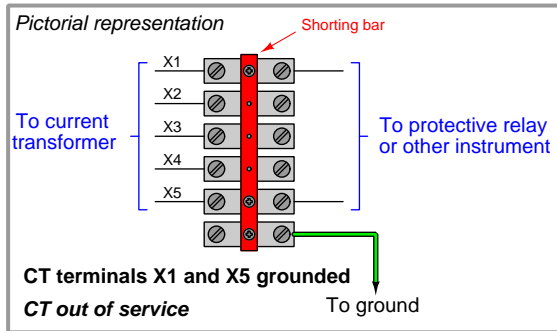 Pictorial representation
Shorting bar
X1
X2
X3
X4
X5
To current
transformer
To protective relay
or other instrument
CT terminals X1 and X5 grounded
CT out of service
To ground